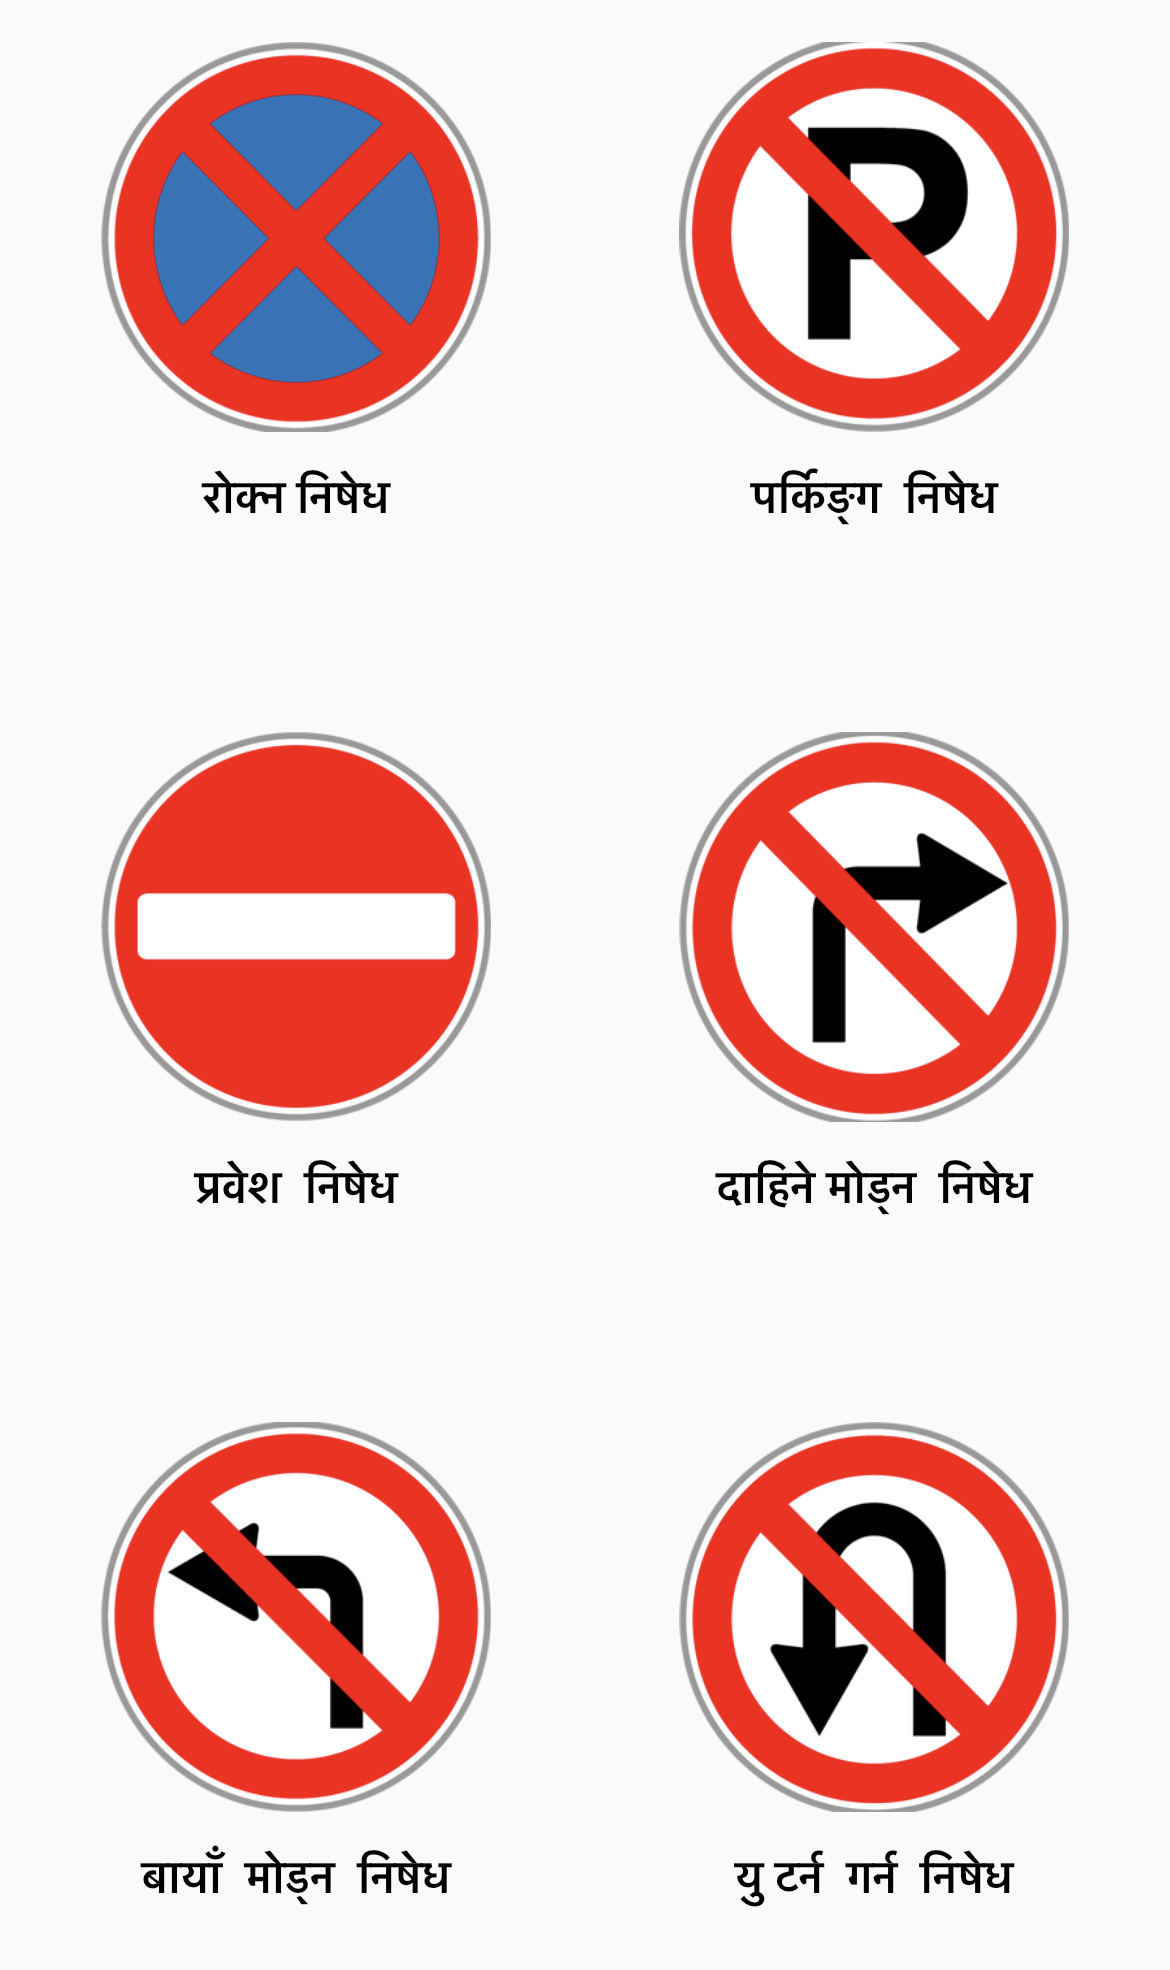 P
रोक्न निषेध
पर्किङ्ग निषेध
प्रवेश निषेध
दाहिने मोड्न निषेध
बायाँ मोड्न निषेध
यु टर्न गर्न निषेध